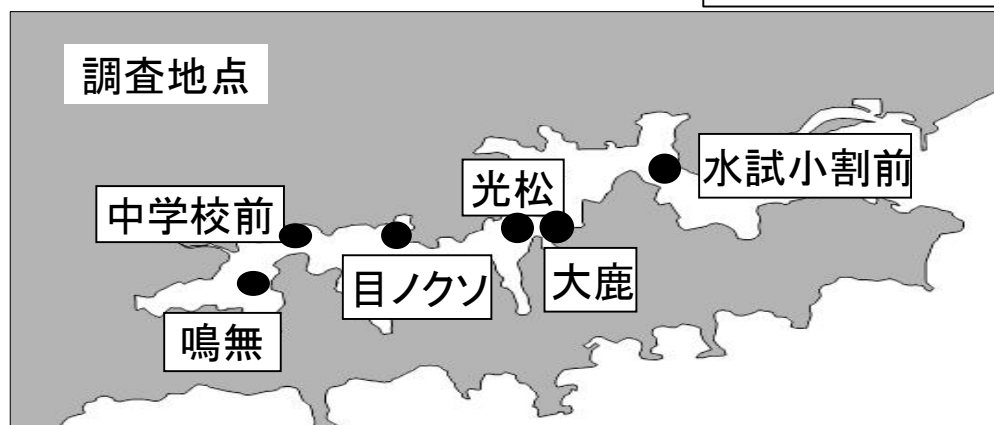 調査地点
水試小割前
光松
中学校前
目ノクソ
大鹿
鳴無